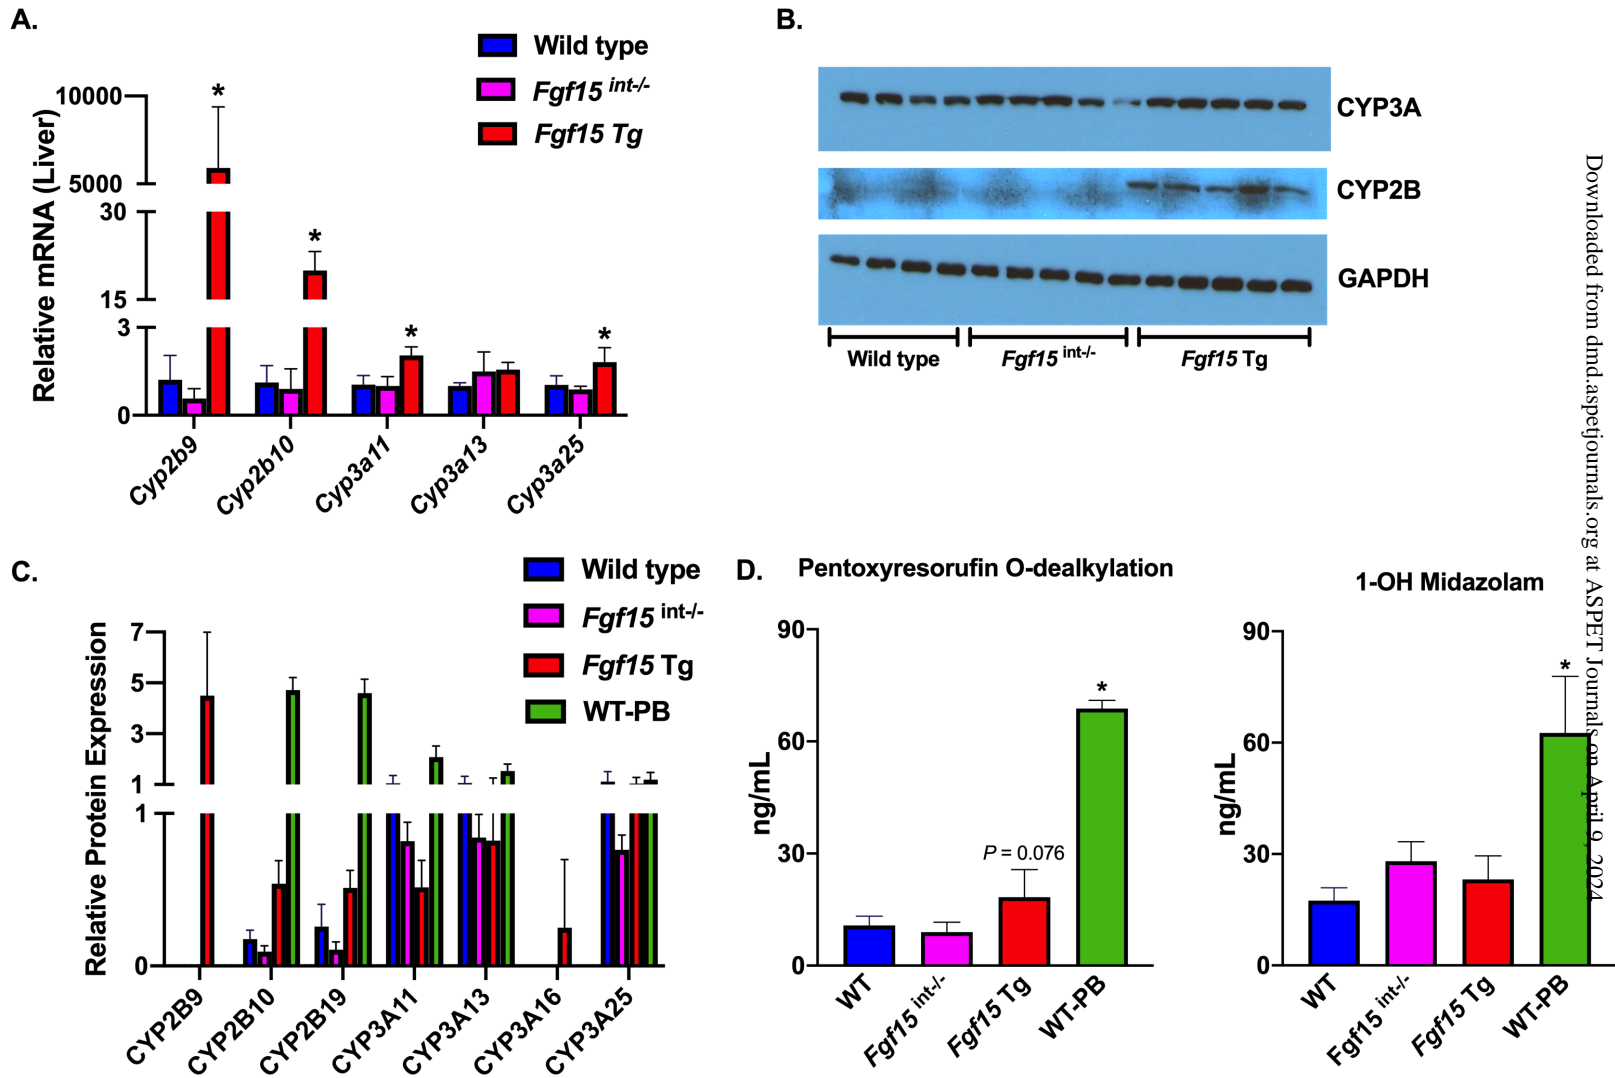 A.
Wild type
Fgf15 int-/-
Fgf15 Tg
Relative mRNA (Liver)
10000
5000
30
15
3
0
*
*
*
*
Cyp2b9
Cyp2b10
Cyp3a11
Cyp3a13
Cyp3a25
B.
CYP3A
CYP2B
GAPDH
Wild type
Fgf15 int-/-
Fgf15 Tg
C.
Wild type
Fgf15 int-/-
Fgf15 Tg
WT-PB
Relative Protein Expression
7
5
3
1
1
0
CYP2B9
CYP2B10
CYP2B19
CYP3A11
CYP3A13
CYP3A16
CYP3A25
D.
Pentoxyresorufin O-dealkylation
ng/mL
90
60
30
0
P = 0.076
*
WT
Fgf15 int-/-
Fgf15 Tg
WT-PB
1-OH Midazolam
ng/mL
90
60
30
0
*
WT
Fgf15 int-/-
Fgf15 Tg
WT-PB
Downloaded from dmd.aspetjournals.org at ASPET Journals on April 9, 2024